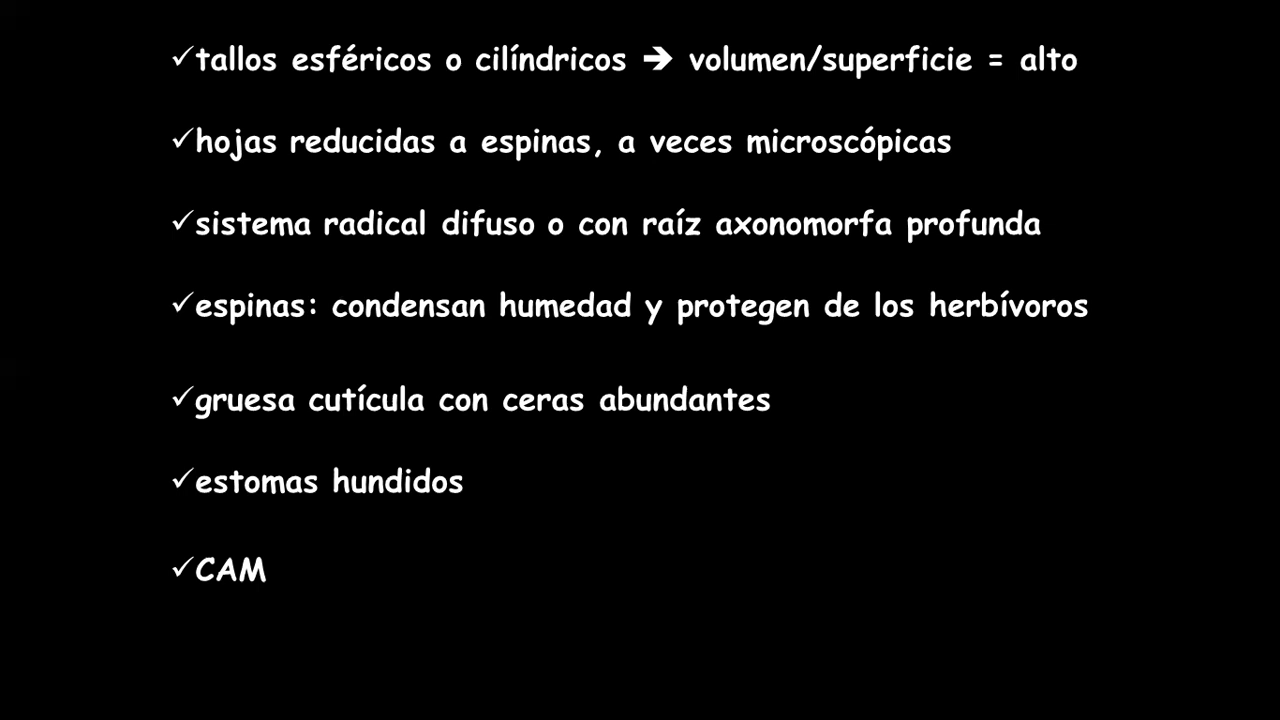 ✓tallos esféricos o cilíndricos ➔ volumen/superficie = alto
✓hojas reducidas a espinas, a veces microscópicas
✓sistema radical difuso o con raíz axonomorfa profunda
✓espinas: condensan humedad y protegen de los herbívoros
✓gruesa cutícula con ceras abundantes
✓estomas hundidos
✓CAM